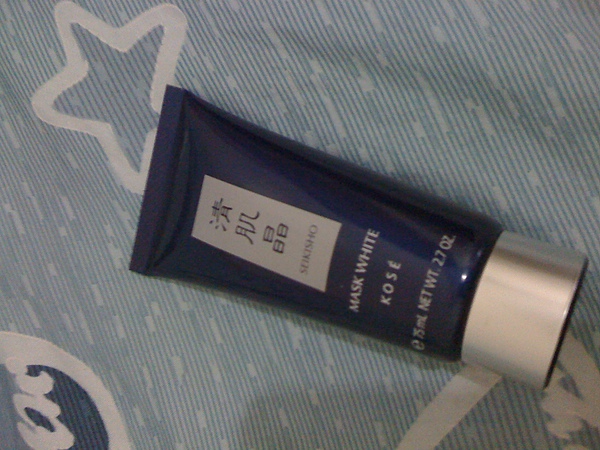 清肌晶
SEIKISHO
MASK WHITE
KOSÉ
℮ 75mL NET WT. 2.7 OZ.